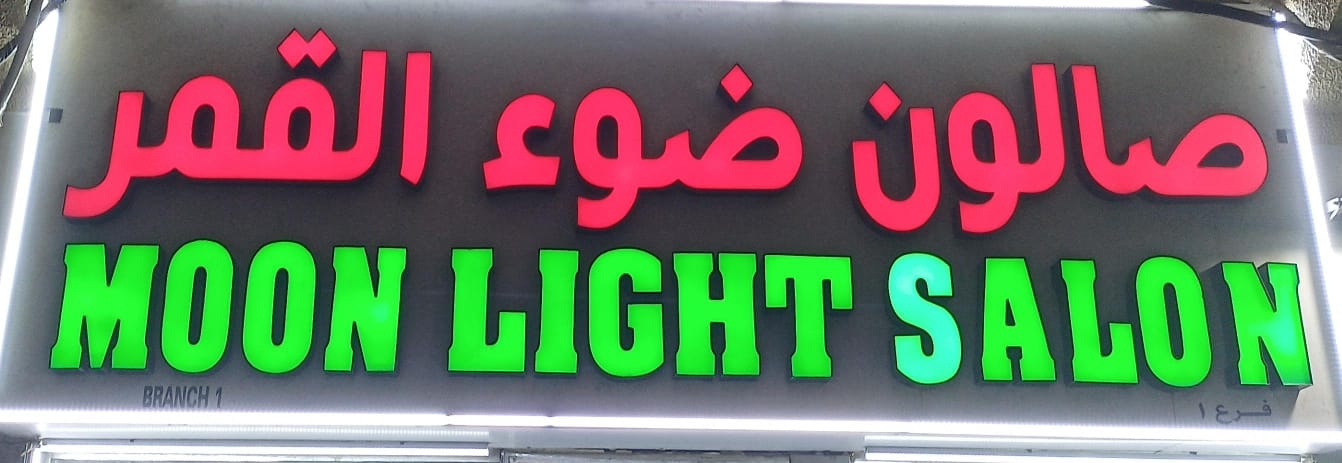 صالون ضوء القمر
MOON LIGHT SALON
BRANCH 1
فرع ١